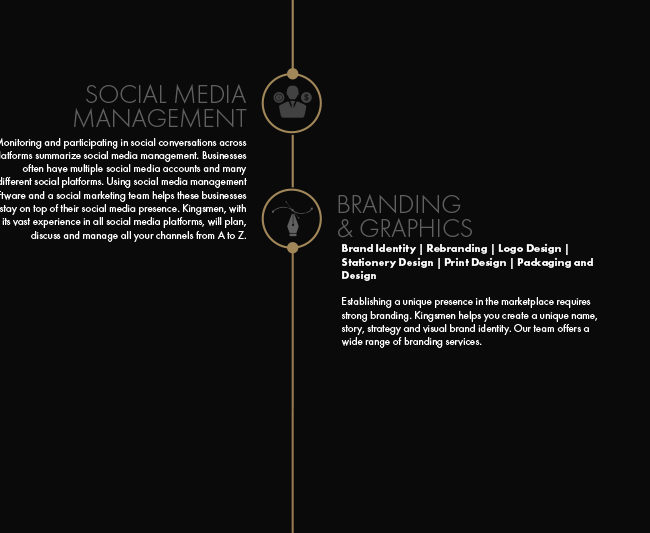 SOCIAL MEDIA
MANAGEMENT
Monitoring and participating in social conversations across
latforms summarize social media management. Businesses
often have multiple social media accounts and many
different social platforms. Using social media management
ftware and a social marketing team helps these businesses
stay on top of their social media presence. Kingsmen, with
its vast experience in all social media platforms, will plan,
discuss and manage all your channels from A to Z.
BRANDING
& GRAPHICS
Brand Identity | Rebranding | Logo Design |
Stationery Design | Print Design | Packaging and
Design
Establishing a unique presence in the marketplace requires
strong branding. Kingsmen helps you create a unique name,
story, strategy and visual brand identity. Our team offers a
wide range of branding services.